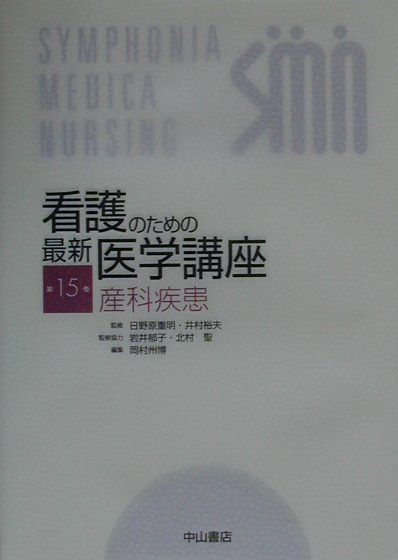 SYMPHONIA
MEDICA
NURSING
看護のための
最新医学講座
第15巻 産科疾患
監修 日野原重明・井村裕夫
監修協力 岩井郁子・北村 聖
編集 岡村州博
中山書店